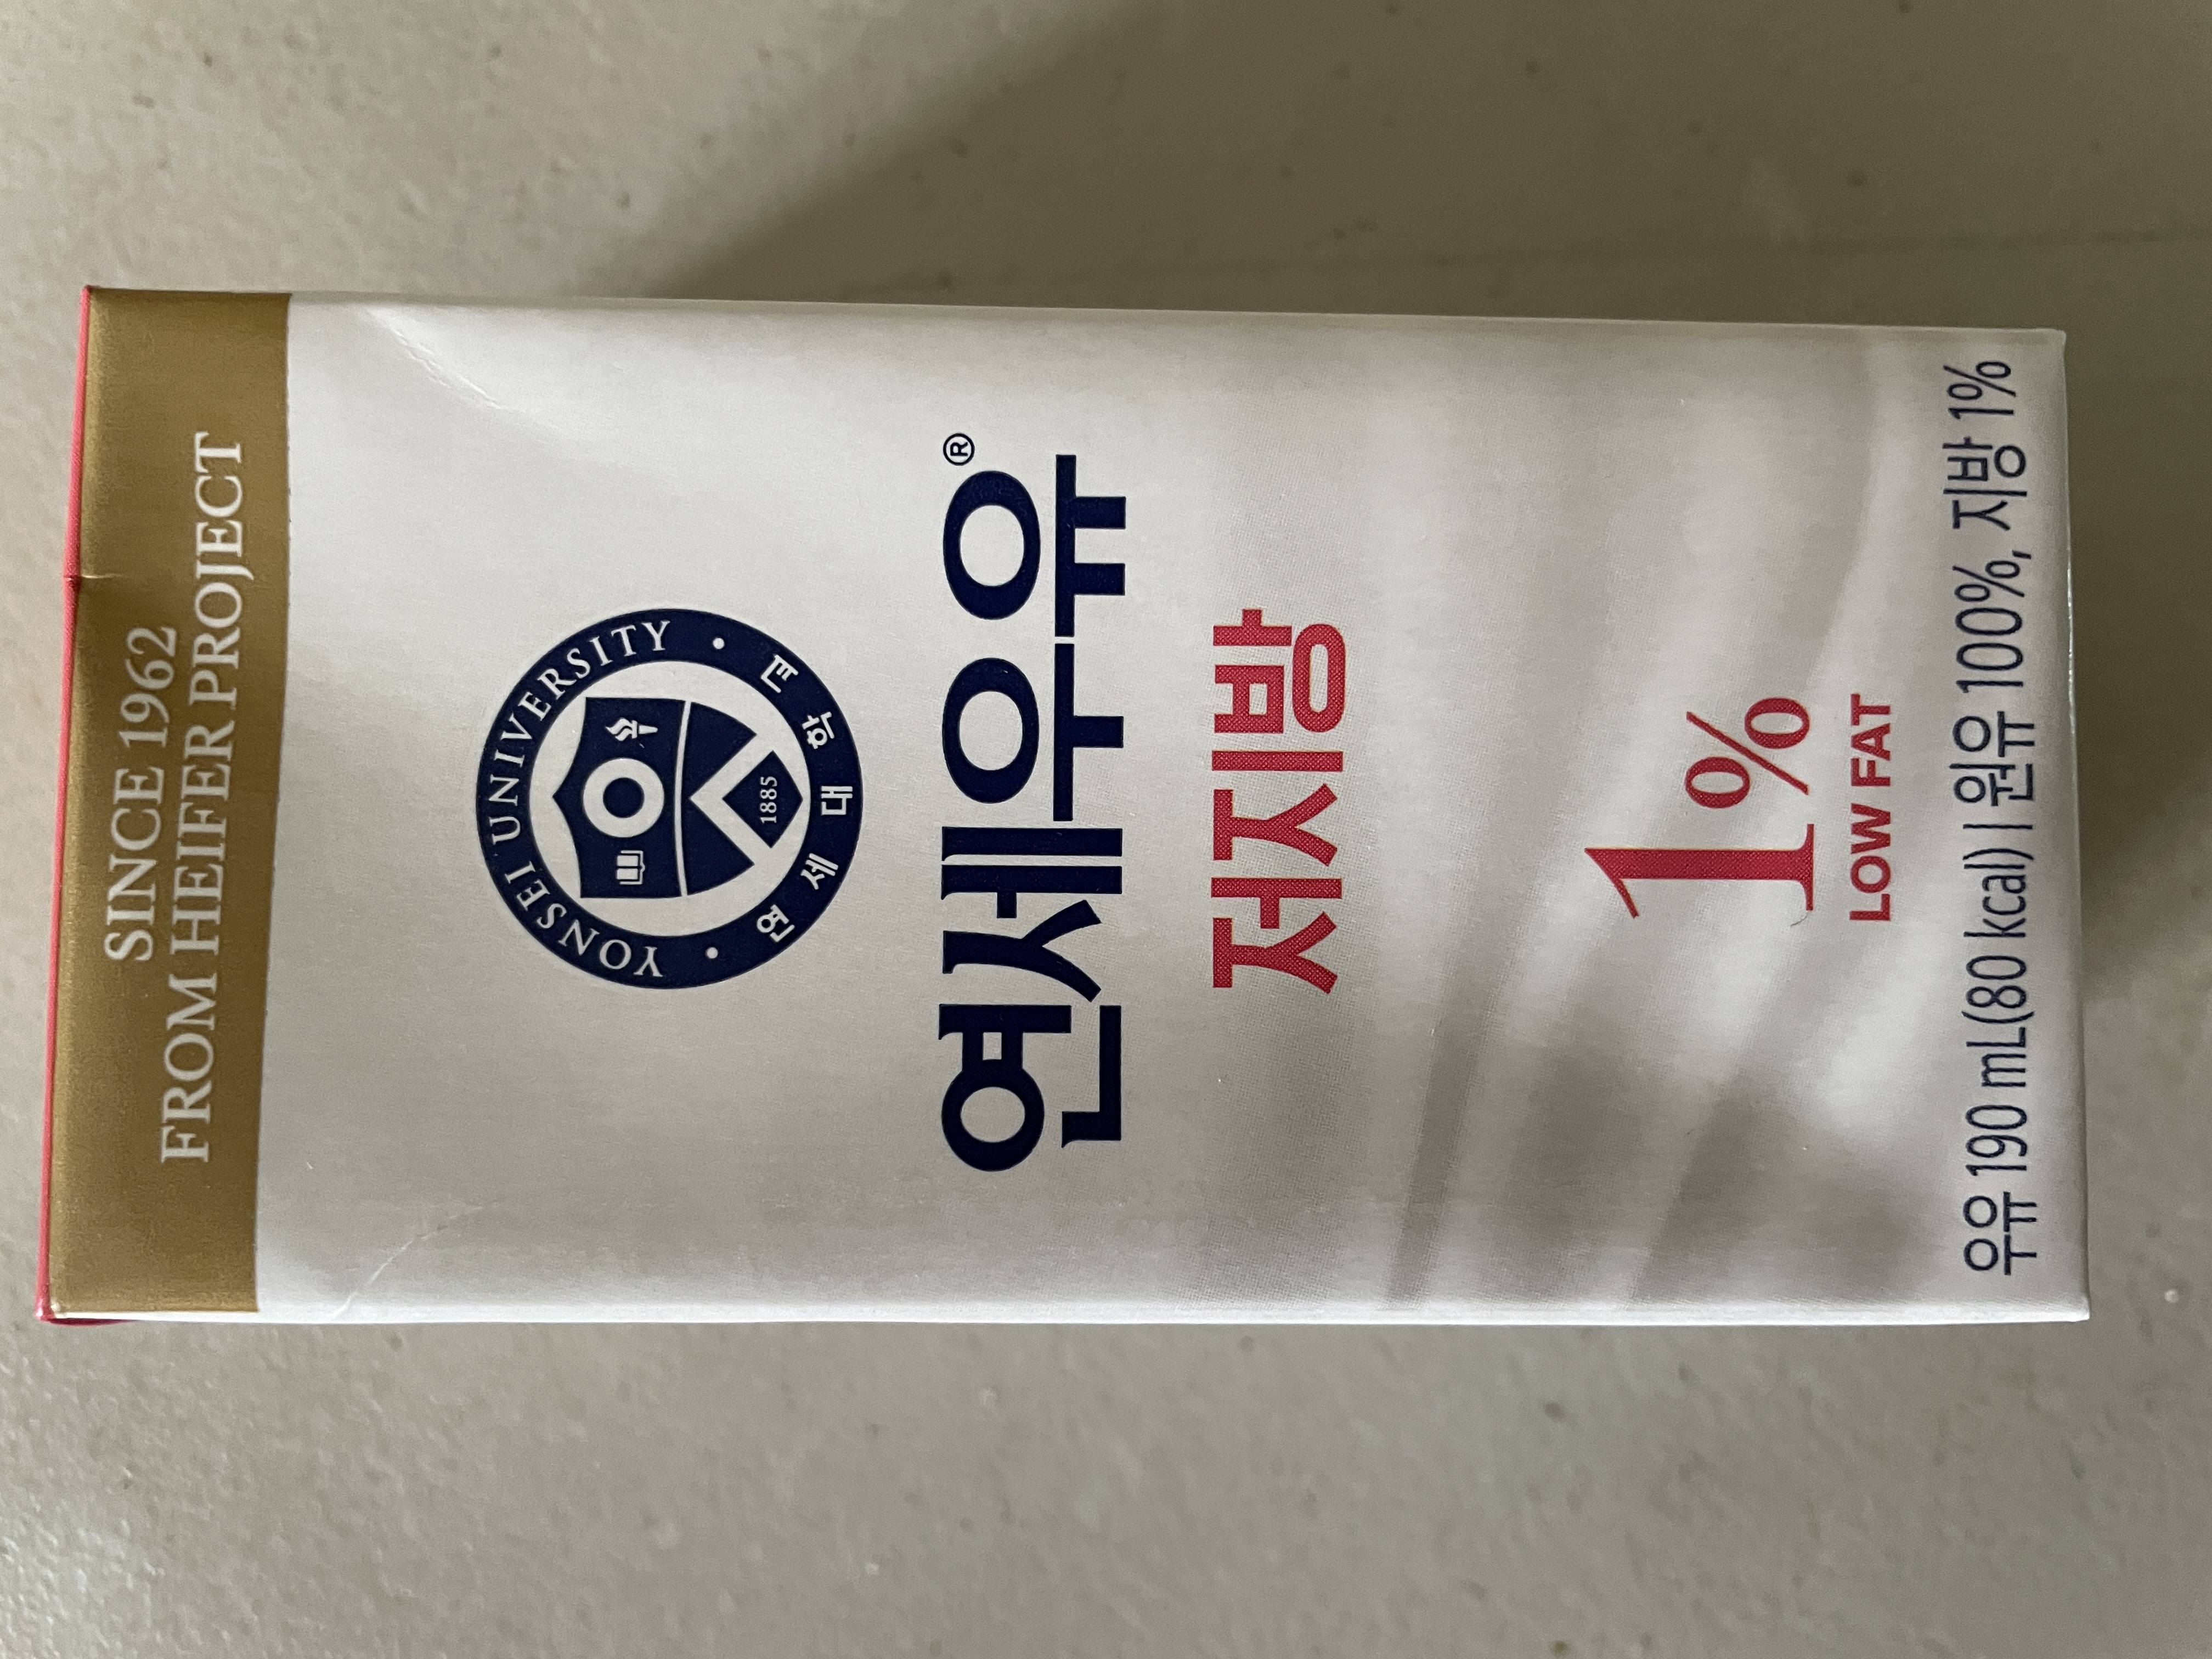 SINCE 1962
FROM HEIFER PROJECT
YONSEI UNIVERSITY
1885
연세대학교
연세우유®
저지방
1%
LOW FAT
우유 190 mL(80 kcal) | 원유 100%, 지방 1%